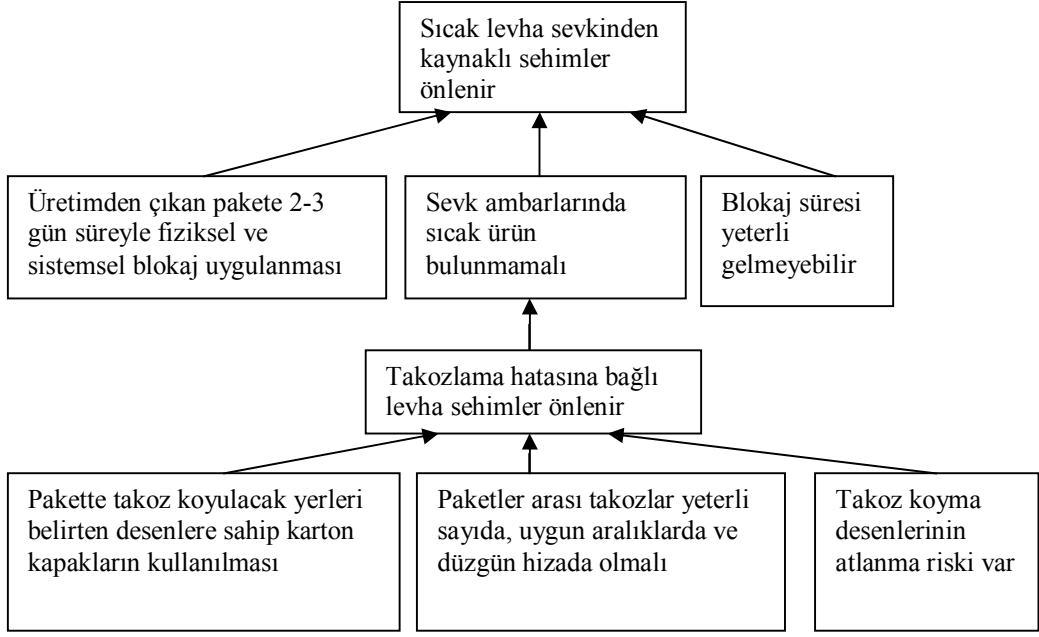 Sıcak levha sevkinden
kaynaklı sehimler
önlenir
Üretimden çıkan pakete 2-3
gün süreyle fiziksel ve
sistemsel blokaj uygulanması
Sevk ambarlarında
sıcak ürün
bulunmamalı
Blokaj süresi
yeterli
gelmeyebilir
Takozlama hatasına bağlı
levha sehimler önlenir
Pakette takoz koyulacak yerleri
belirten desenlere sahip karton
kapakların kullanılması
Paketler arası takozlar yeterli
sayıda, uygun aralıklarda ve
düzgün hizada olmalı
Takoz koyma
desenlerinin
atlanma riski var